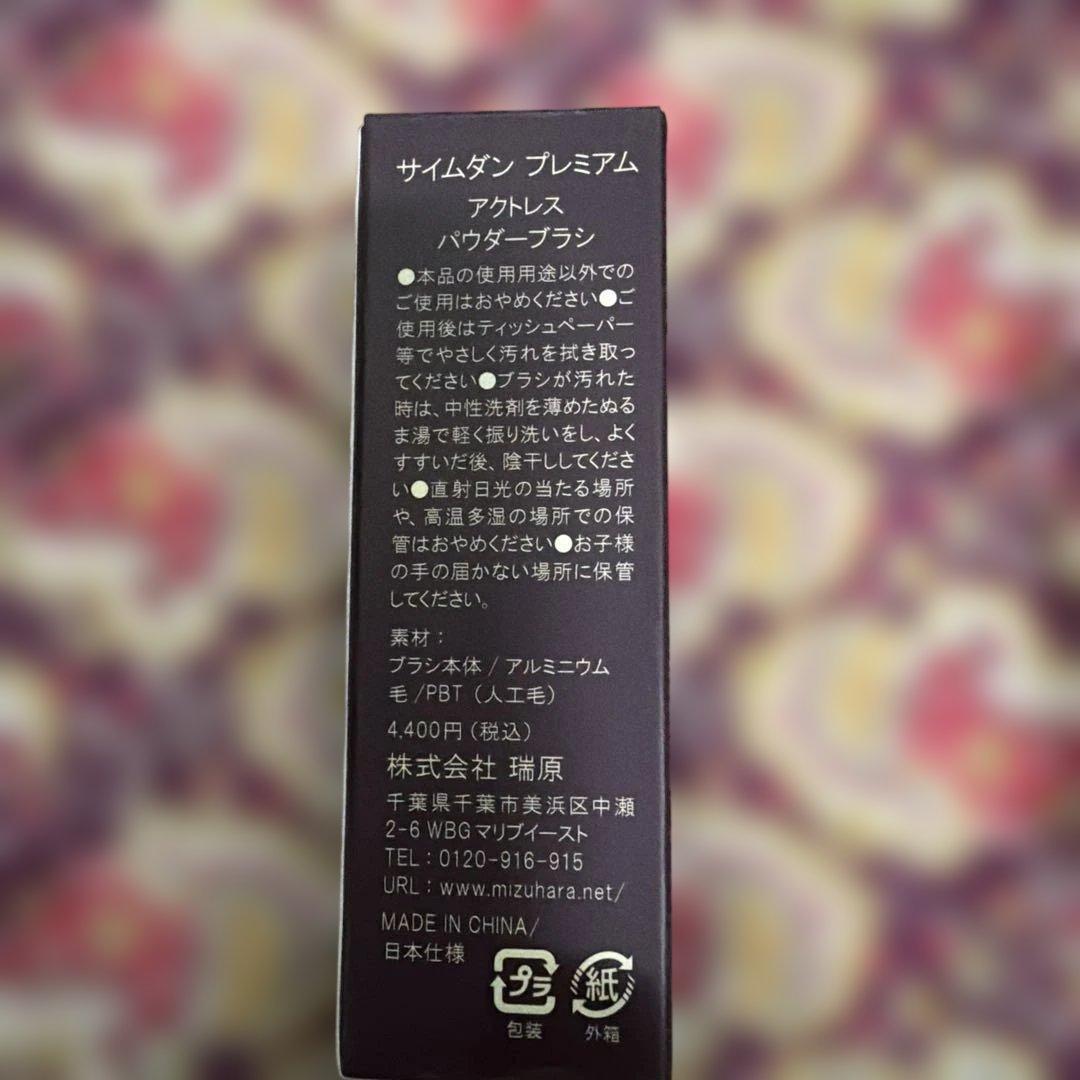 サイムダン プレミアム
アクトレス
パウダーブラシ
●本品の使用用途以外での
ご使用はおやめください●ご
使用後はティッシュペーパー
等でやさしく汚れを拭き取っ
てください●ブラシが汚れた
時は、中性洗剤を薄めたぬる
ま湯で軽く振り洗いをし、よく
すすいだ後、陰干ししてくださ
い●直射日光の当たる場所
や、高温多湿の場所での保
管はおやめください●お子様
の手の届かない場所に保管
してください。
素材：
ブラシ本体/アルミニウム
毛/PBT（人工毛）
4,400円（税込）
株式会社 瑞原
千葉県千葉市美浜区中瀬
2-6 WBGマリブイースト
TEL：0120-916-915
URL：www.mizuhara.net/
MADE IN CHINA/
日本仕様
プラ 紙
包装 外箱